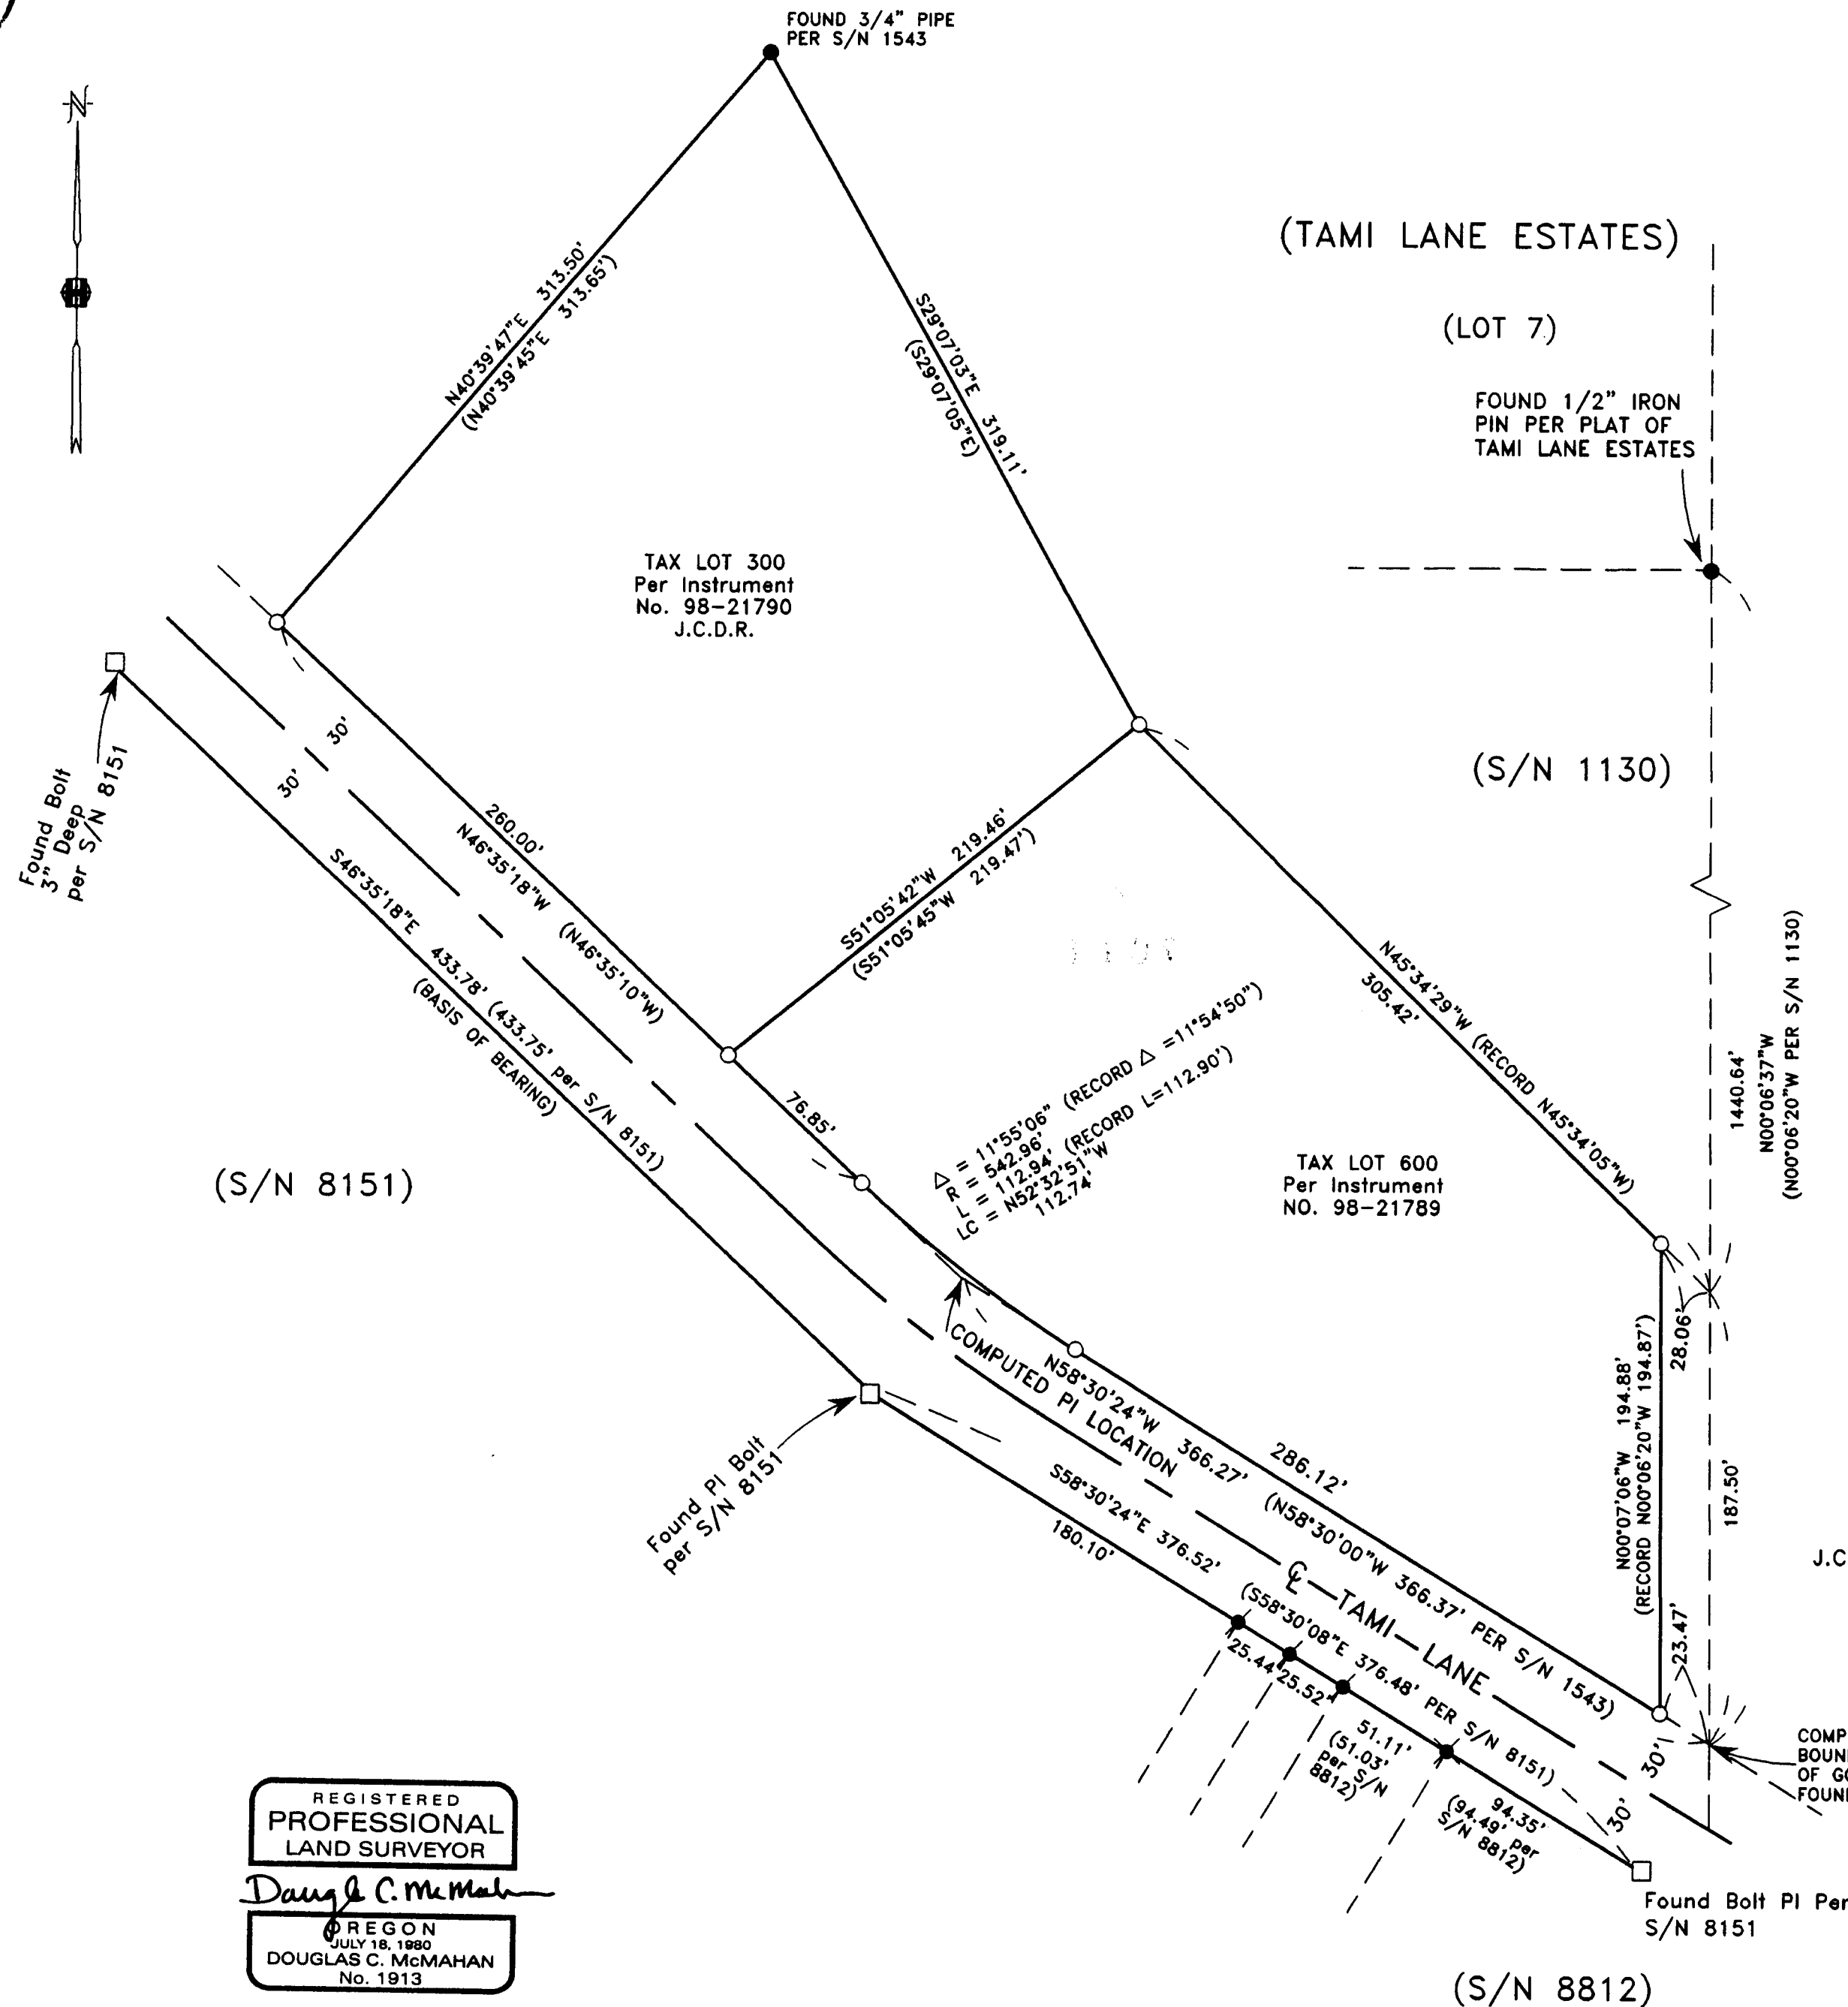 FOUND 3/4" PIPE
PER S/N 1543
N
H
(TAMI LANE ESTATES)
(LOT 7)
FOUND 1/2" IRON
PIN PER PLAT OF
TAMI LANE ESTATES
N40°39'47"E 313.50'
(N40°39'45"E 313.65')
S29°07'03"E 319.11'
(S29°07'05"E)
TAX LOT 300
Per Instrument
No. 98-21790
J.C.D.R.
30'
30'
Found Bolt
3" Deep
per S/N 8151
(S/N 1130)
260.00'
N46°35'18"W (N46°35'10"W)
S46°35'18"E 433.78' (433.75' per S/N 8151)
(BASIS OF BEARING)
S51°05'42"W 219.46'
(S51°05'45"W 219.47')
N45°34'29"W (RECORD N45°34'05"W)
305.42'
1440.64'
N00°06'37"W
(N00°06'20"W PER S/N 1130)
76.85'
Δ = 11°55'06" (RECORD Δ =11°54'50")
R = 542.96'
L = 112.94' (RECORD L=112.90')
LC = N52°32'51"W
112.74'
(S/N 8151)
TAX LOT 600
Per Instrument
NO. 98-21789
28.06'
N00°07'06"W 194.88'
(RECORD N00°06'20"W 194.87')
187.50'
COMPUTED PI LOCATION
N58°30'24"W 366.27' (N58°30'00"W 366.37' PER S/N 1543)
286.12'
Found PI Bolt
per S/N 8151
S58°30'24"E 376.52' (S58°30'08"E 376.48' PER S/N 8151)
180.10'
℄ TAMI LANE
J.C
23.47'
25.44'
25.52'
51.11'
(51.03'
per S/N
8812)
94.35'
(94.49' per
S/N 8812)
30'
30'
COMP
BOUN
OF GO
FOUN
Found Bolt PI Per
S/N 8151
(S/N 8812)
REGISTERED
PROFESSIONAL
LAND SURVEYOR
Douglas C. McMahan
OREGON
JULY 18, 1980
DOUGLAS C. McMAHAN
No. 1913